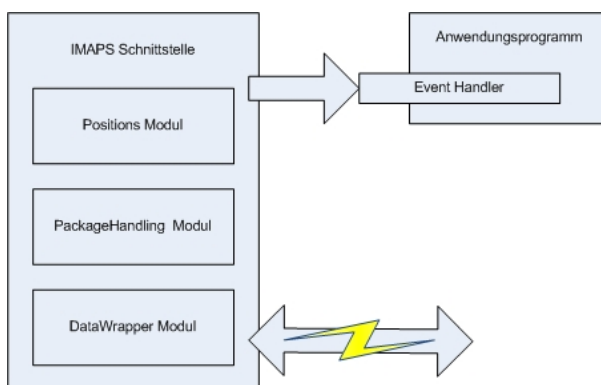 IMAPS Schnittstelle
Anwendungsprogramm
Event Handler
Positions Modul
PackageHandling Modul
DataWrapper Modul